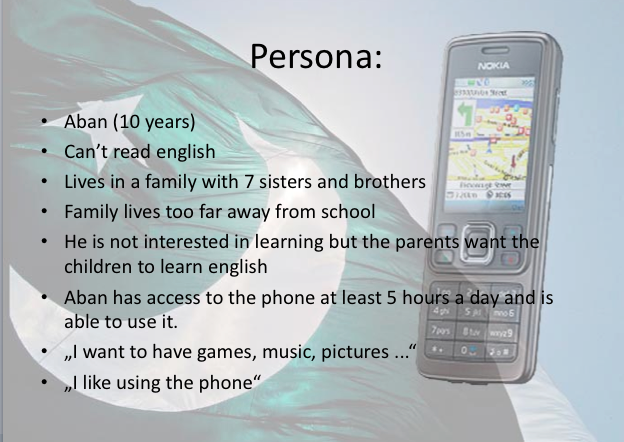 Persona:
NOKIA
• Aban (10 years)
• Can’t read english
• Lives in a family with 7 sisters and brothers
• Family lives too far away from school
• He is not interested in learning but the parents want the
children to learn english
• Aban has access to the phone at least 5 hours a day and is
able to use it.
• „I want to have games, music, pictures ...“
• „I like using the phone“